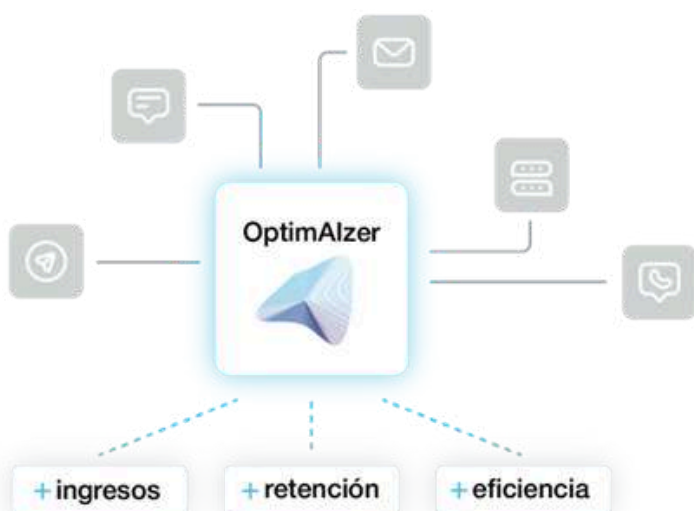 OptimAIzer
+ ingresos
+ retención
+ eficiencia